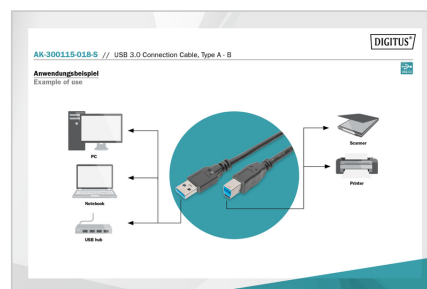 DIGITUS®
AK-300115-018-S // USB 3.0 Connection Cable, Type A - B
Anwendungsbeispiel
Example of use
PC
Notebook
USB hub
Scanner
Printer